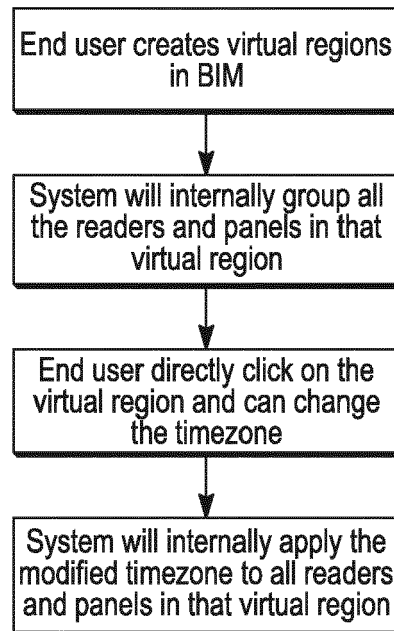 End user creates virtual regions
in BIM
System will internally group all
the readers and panels in that
virtual region
End user directly click on the
virtual region and can change
the timezone
System will internally apply the
modified timezone to all readers
and panels in that virtual region